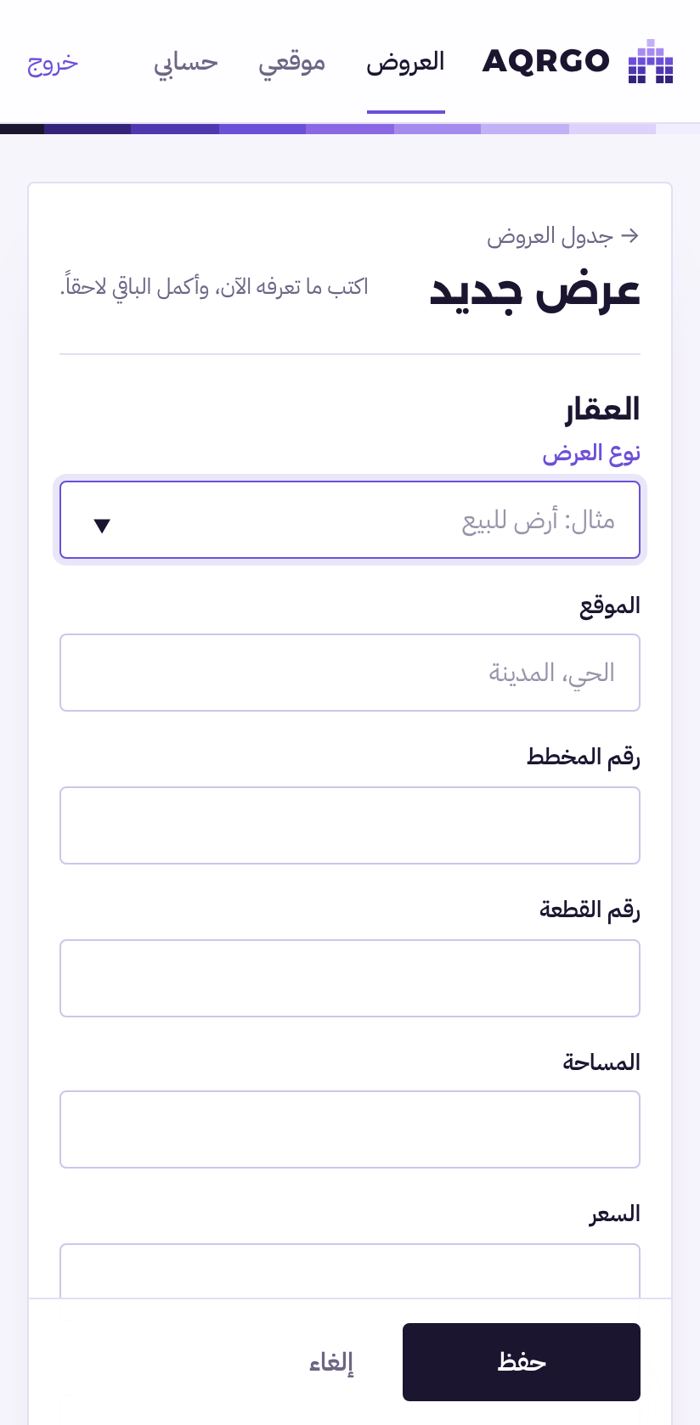 AQRGO
العروض
موقعي
حسابي
خروج
→ جدول العروض
عرض جديد
اكتب ما تعرفه الآن، وأكمل الباقي لاحقاً.
العقار
نوع العرض
مثال: أرض للبيع
الموقع
الحي، المدينة
رقم المخطط
رقم القطعة
المساحة
السعر
حفظ
إلغاء